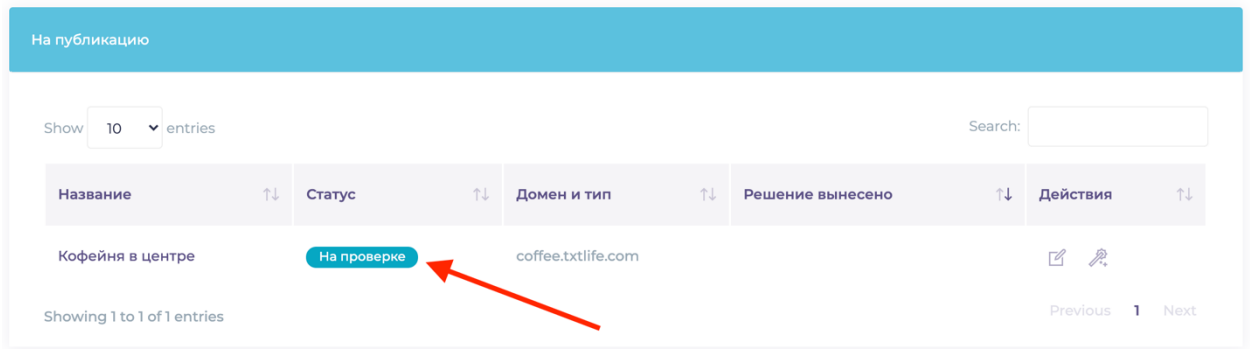 На публикацию
Show 10 entries Search:
Название Статус Домен и тип Решение вынесено Действия
Кофейня в центре На проверке coffee.txtlife.com
Showing 1 to 1 of 1 entries Previous 1 Next